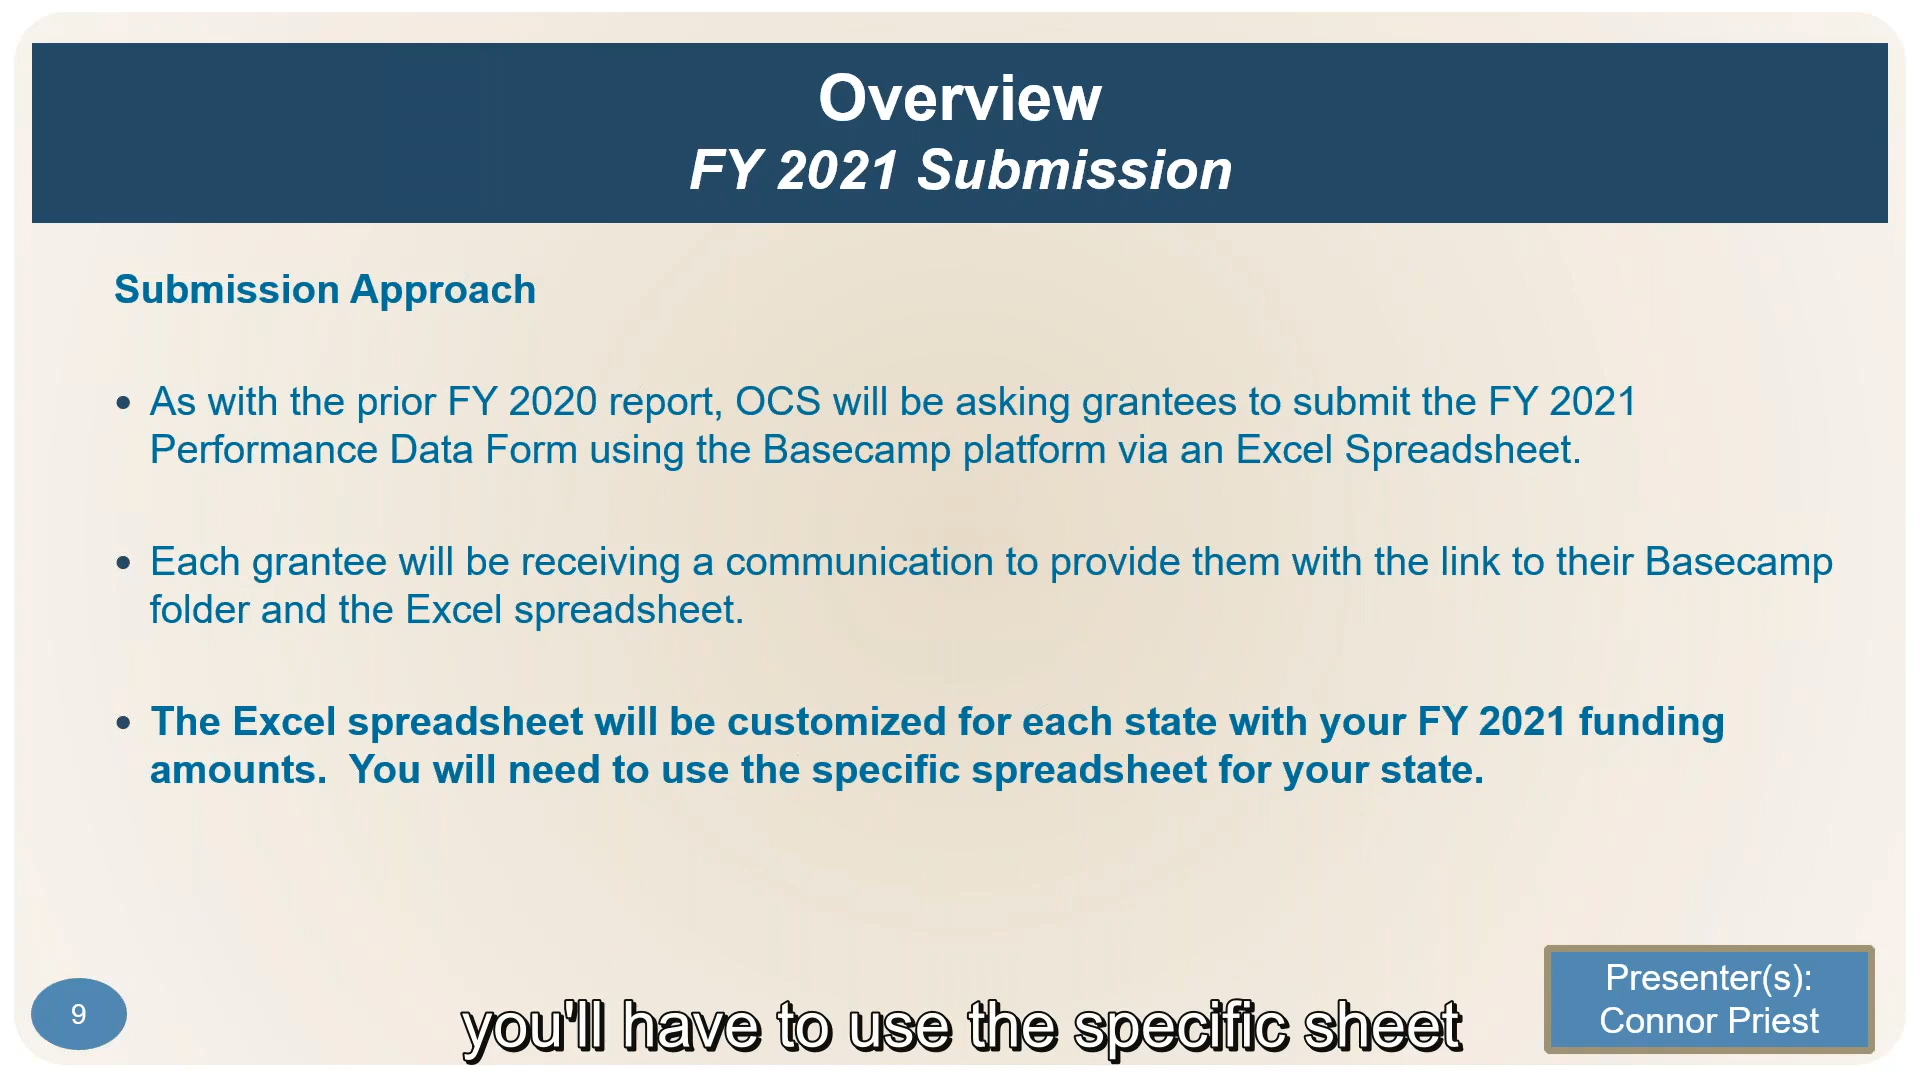 Overview
FY 2021 Submission
Submission Approach
• As with the prior FY 2020 report, OCS will be asking grantees to submit the FY 2021
Performance Data Form using the Basecamp platform via an Excel Spreadsheet.
• Each grantee will be receiving a communication to provide them with the link to their Basecamp
folder and the Excel spreadsheet.
• The Excel spreadsheet will be customized for each state with your FY 2021 funding
amounts.  You will need to use the specific spreadsheet for your state.
9
you'll have to use the specific sheet
Presenter(s):
Connor Priest